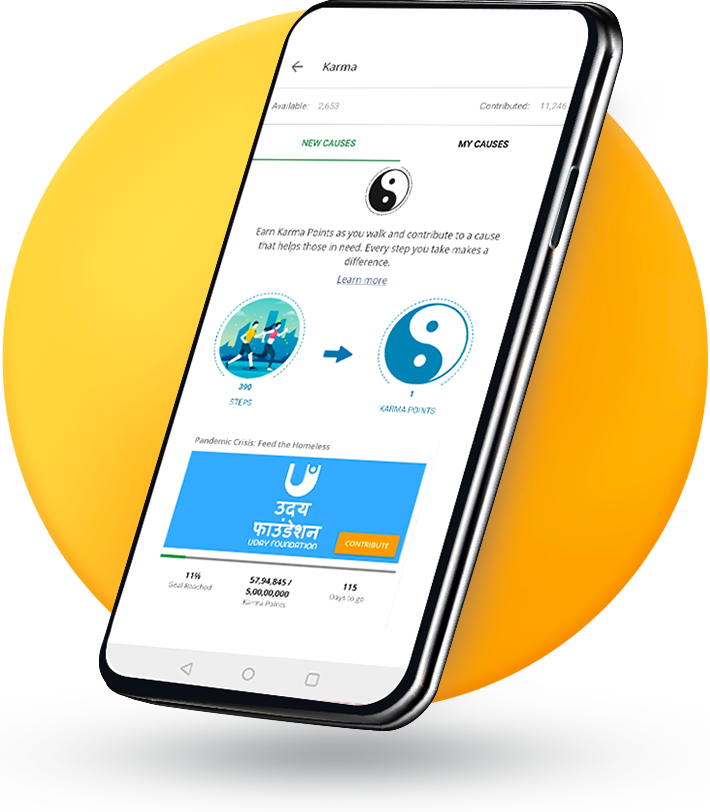 Karma
Available: 2,653 Contributed: 11,246
NEW CAUSES MY CAUSES
Earn Karma Points as you walk and contribute to a cause
that helps those in need. Every step you take makes a
difference.
Learn more
390 1
STEPS KARMA POINTS
Pandemic Crisis: Feed the Homeless
उदय
फाउंडेशन
UDAY FOUNDATION
CONTRIBUTE
11% 57,94,845 / 115
Goal Reached 5,00,00,000 Days to go
Karma Points